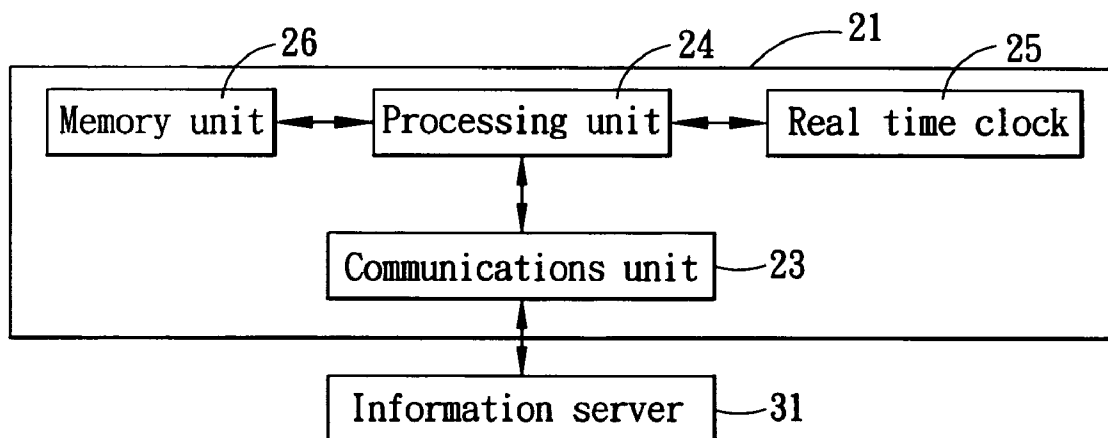 26
24
21
25
Memory unit
Processing unit
Real time clock
Communications unit
23
Information server
31